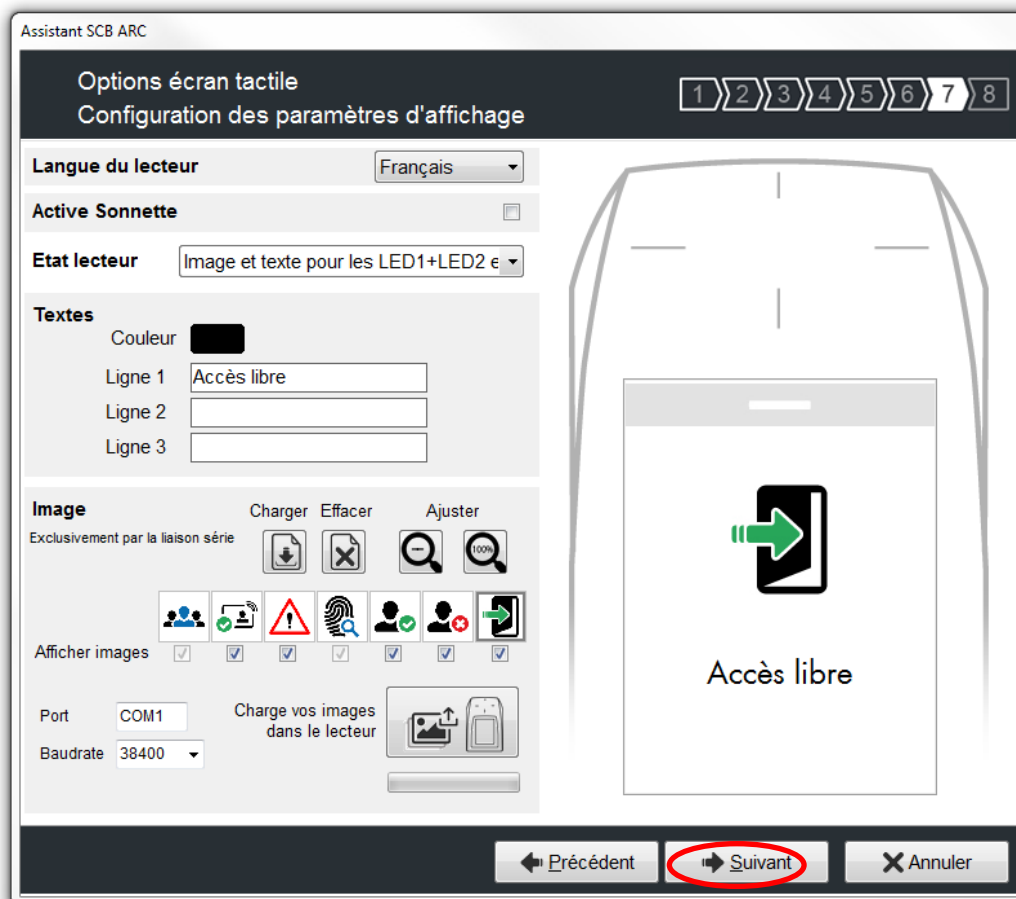 Assistant SCB ARC
Options écran tactile
Configuration des paramètres d'affichage
1 2 3 4 5 6 7 8
Langue du lecteur Français
Active Sonnette
Etat lecteur Image et texte pour les LED1+LED2 e
Textes
Couleur
Ligne 1 Accès libre
Ligne 2
Ligne 3
Image Charger Effacer Ajuster
Exclusivement par la liaison série
100%
Afficher images
Accès libre
Port COM1
Charge vos images
dans le lecteur
Baudrate 38400
Précédent Suivant Annuler